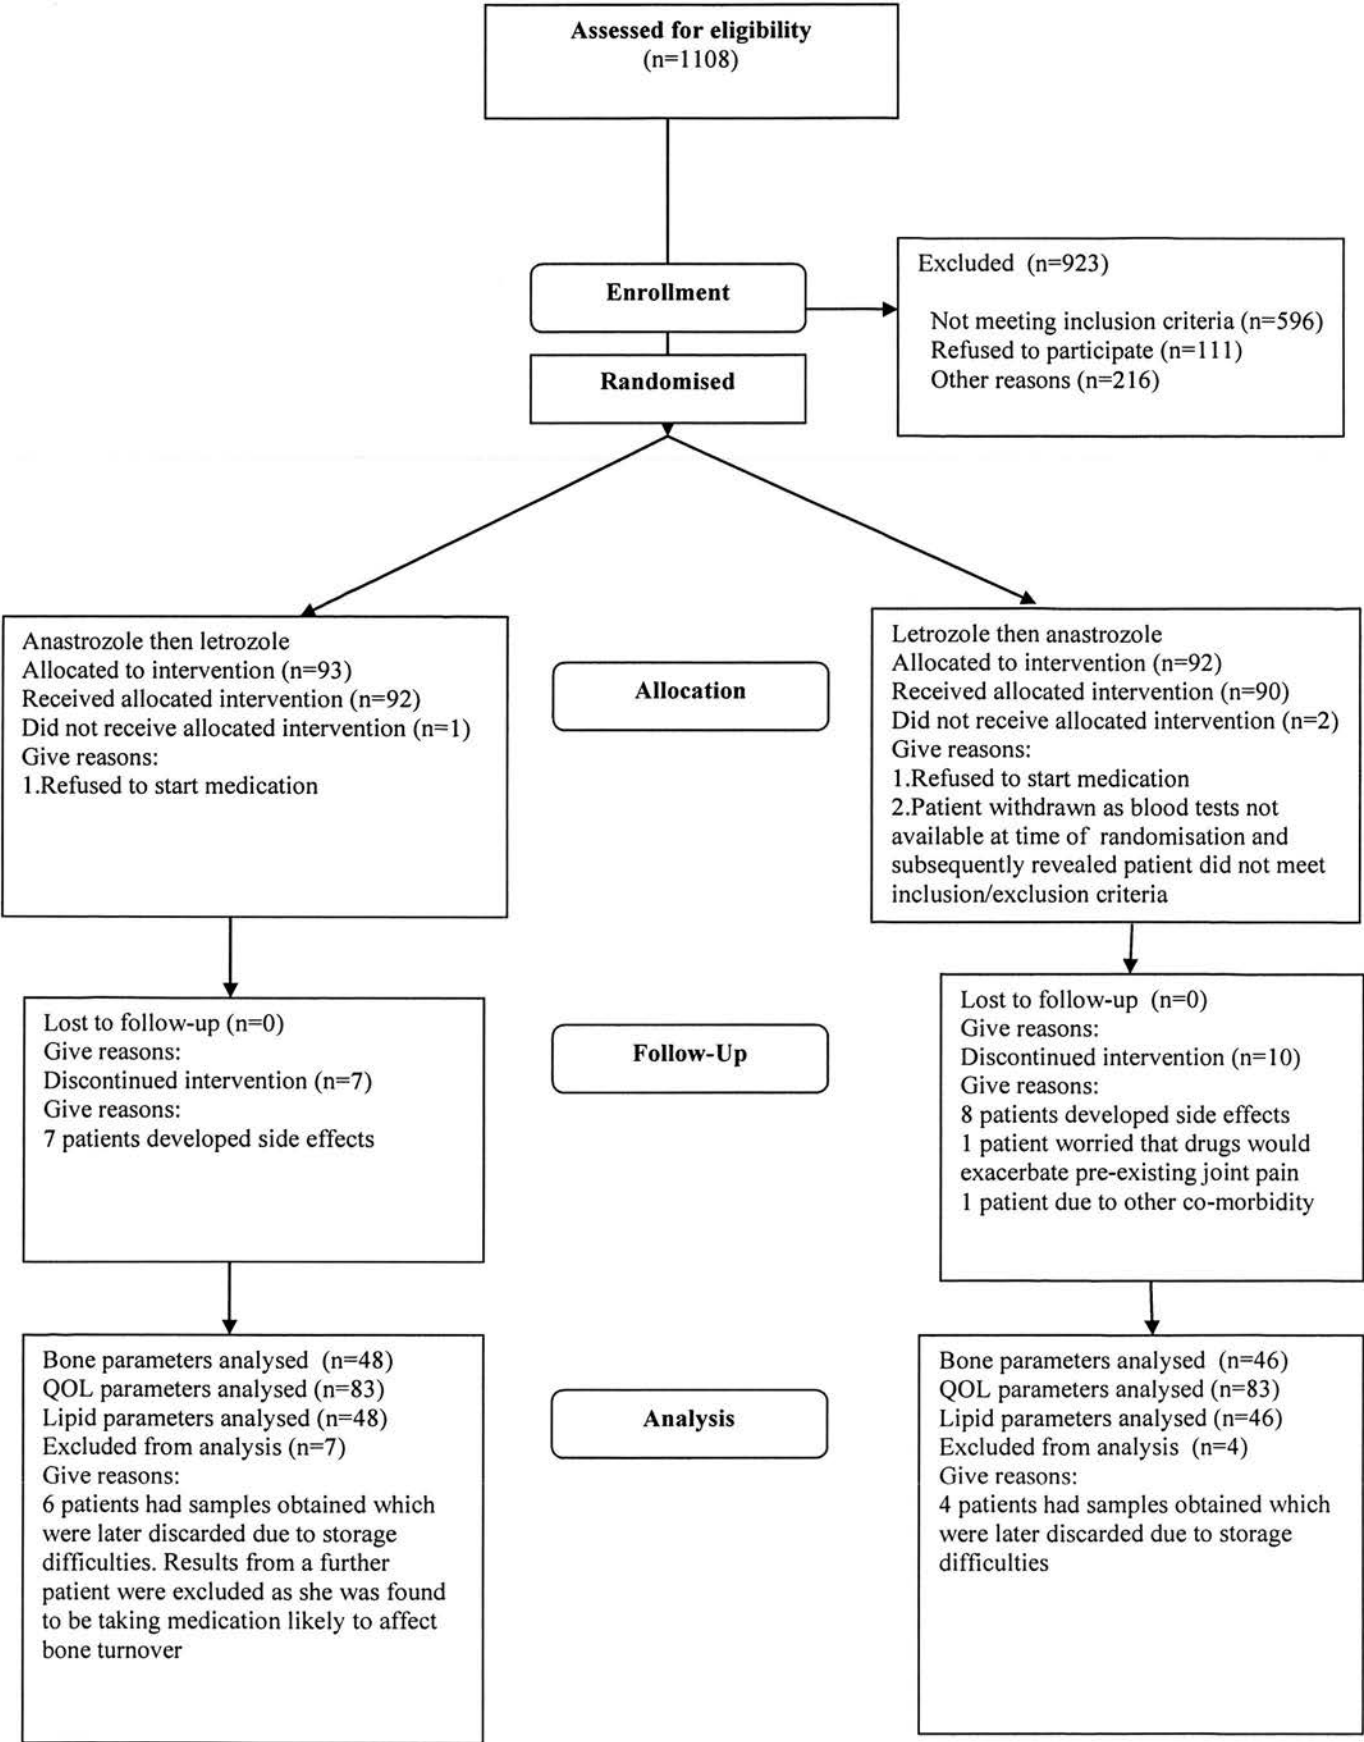 Assessed for eligibility
(n=1108)
Enrollment
Excluded (n=923)
Not meeting inclusion criteria (n=596)
Refused to participate (n=111)
Other reasons (n=216)
Randomised
Anastrozole then letrozole
Allocated to intervention (n=93)
Received allocated intervention (n=92)
Did not receive allocated intervention (n=1)
Give reasons:
1.Refused to start medication
Allocation
Letrozole then anastrozole
Allocated to intervention (n=92)
Received allocated intervention (n=90)
Did not receive allocated intervention (n=2)
Give reasons:
1.Refused to start medication
2.Patient withdrawn as blood tests not
available at time of randomisation and
subsequently revealed patient did not meet
inclusion/exclusion criteria
Lost to follow-up (n=0)
Give reasons:
Discontinued intervention (n=7)
Give reasons:
7 patients developed side effects
Follow-Up
Lost to follow-up (n=0)
Give reasons:
Discontinued intervention (n=10)
Give reasons:
8 patients developed side effects
1 patient worried that drugs would
exacerbate pre-existing joint pain
1 patient due to other co-morbidity
Bone parameters analysed (n=48)
QOL parameters analysed (n=83)
Lipid parameters analysed (n=48)
Excluded from analysis (n=7)
Give reasons:
6 patients had samples obtained which
were later discarded due to storage
difficulties. Results from a further
patient were excluded as she was found
to be taking medication likely to affect
bone turnover
Analysis
Bone parameters analysed (n=46)
QOL parameters analysed (n=83)
Lipid parameters analysed (n=46)
Excluded from analysis (n=4)
Give reasons:
4 patients had samples obtained which
were later discarded due to storage
difficulties